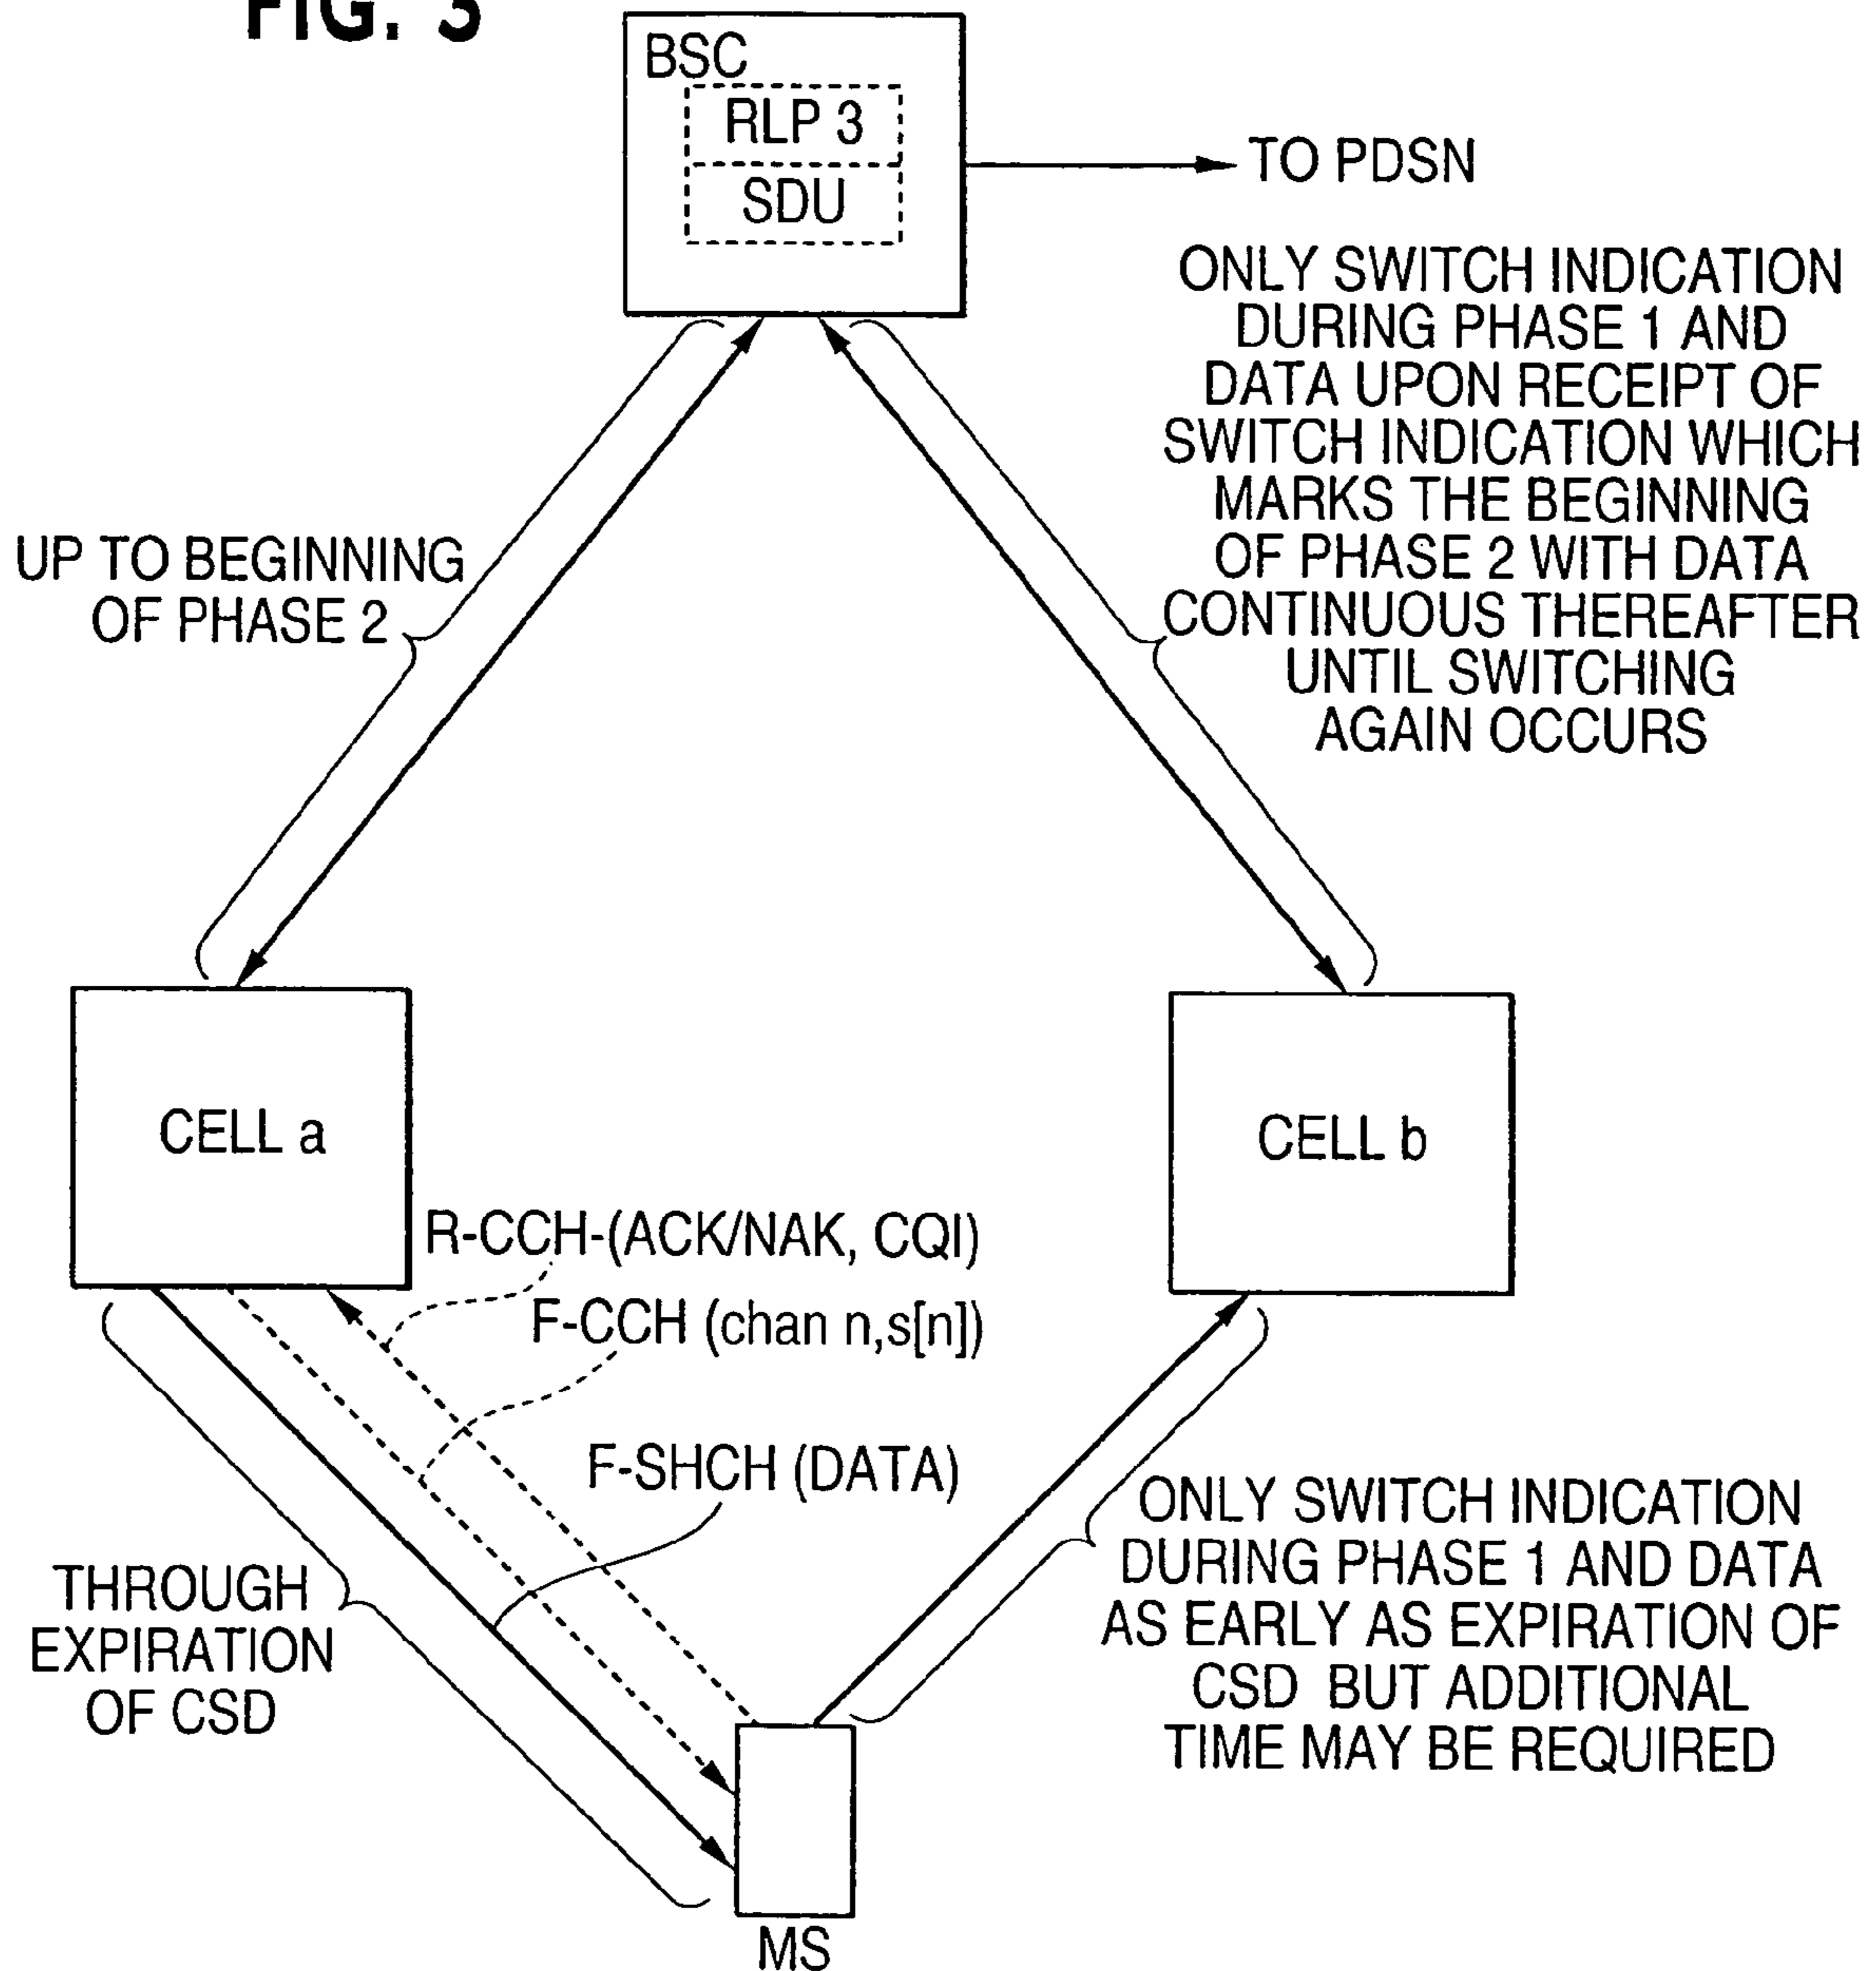 FIG. 3
BSC
RLP 3
SDU
TO PDSN
ONLY SWITCH INDICATION
DURING PHASE 1 AND
DATA UPON RECEIPT OF
SWITCH INDICATION WHICH
MARKS THE BEGINNING
OF PHASE 2 WITH DATA
CONTINUOUS THEREAFTER
UNTIL SWITCHING
AGAIN OCCURS
UP TO BEGINNING
OF PHASE 2
CELL a
CELL b
R-CCH-(ACK/NAK, CQI)
F-CCH (chan n,s[n])
F-SHCH (DATA)
THROUGH
EXPIRATION
OF CSD
ONLY SWITCH INDICATION
DURING PHASE 1 AND DATA
AS EARLY AS EXPIRATION OF
CSD BUT ADDITIONAL
TIME MAY BE REQUIRED
MS